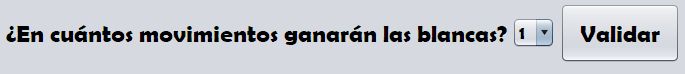 ¿En cuántos movimientos ganarán las blancas? 1 Validar